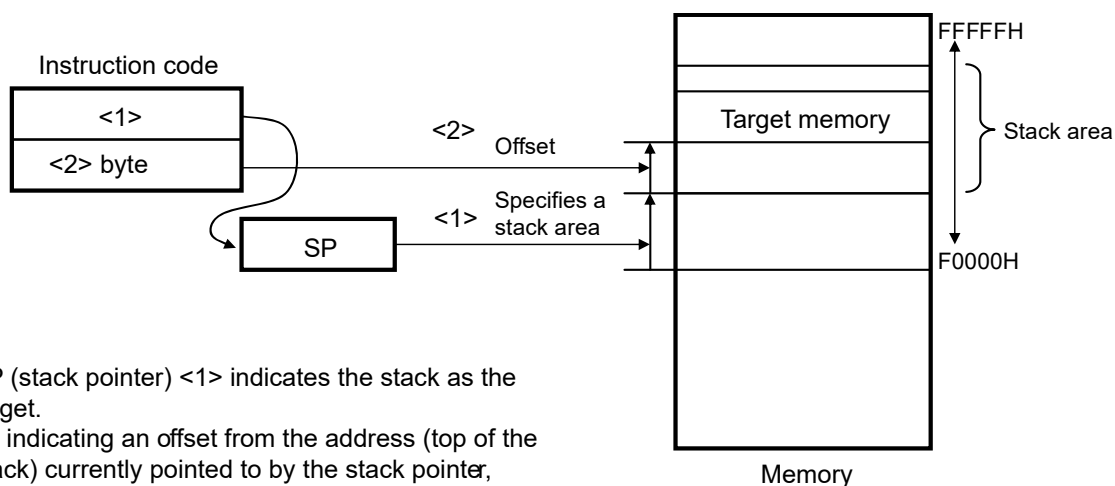 Instruction code
<1>
<2> byte
SP
<2>
Offset
<1>
Specifies a
stack area
FFFFFH
Target memory
Stack area
F0000H
Memory
(stack pointer) <1> indicates the stack as the
indicating an offset from the address (top of the
currently pointed to by the stack pointer,